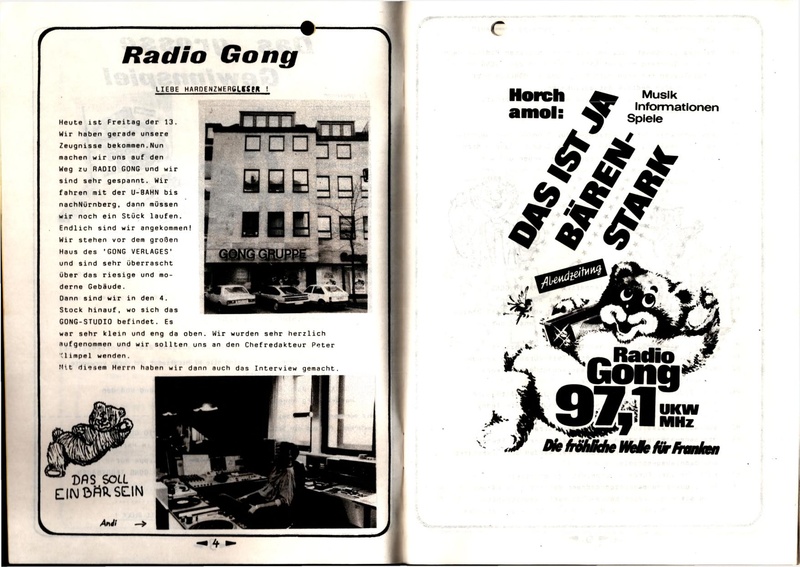 Radio Gong
LIEBE HARDENZWERGLESER !
Heute ist Freitag der 13.
Wir haben gerade unsere
Zeugnisse bekommen.Nun
machen wir uns auf den
Weg zu RADIO GONG und wir
sind sehr gespannt. Wir
fahren mit der U-BAHN bis
nachNürnberg, dann müssen
wir noch ein Stück laufen.
Endlich sind wir angekommen!
Wir stehen vor dem großen
Haus des 'GONG VERLAGES'
und sind sehr überrascht
über das riesige und mo-
derne Gebäude.
Dann sind wir in den 4.
Stock hinauf, wo sich das
GONG-STUDIO befindet. Es
war sehr klein und eng da oben. Wir wurden sehr herzlich
aufgenommen und wir sollten uns an den Chefredakteur Peter
Klimpel wenden.
Mit diesem Herrn haben wir dann auch das Interview gemacht.
GONG GRUPPE
DAS SOLL
EIN BÄR SEIN
Andi →
4
Horch
amol:
Musik
Informationen
Spiele
DAS IST JA
BÄREN-
STARK
Abendzeitung
Radio
Gong
97,1 UKW
MHz
Die fröhliche Welle für Franken